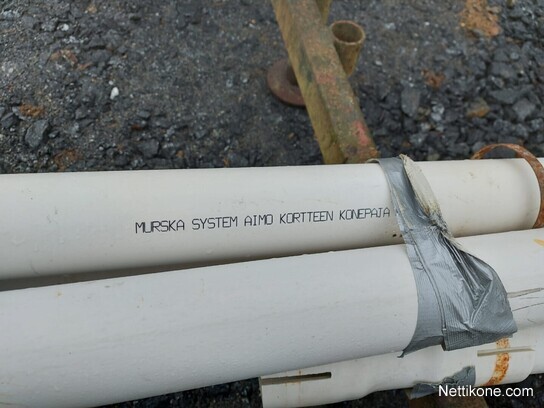 MURSKA SYSTEM AIMO KORTTEEN KONEPAJA
Nettikone.com